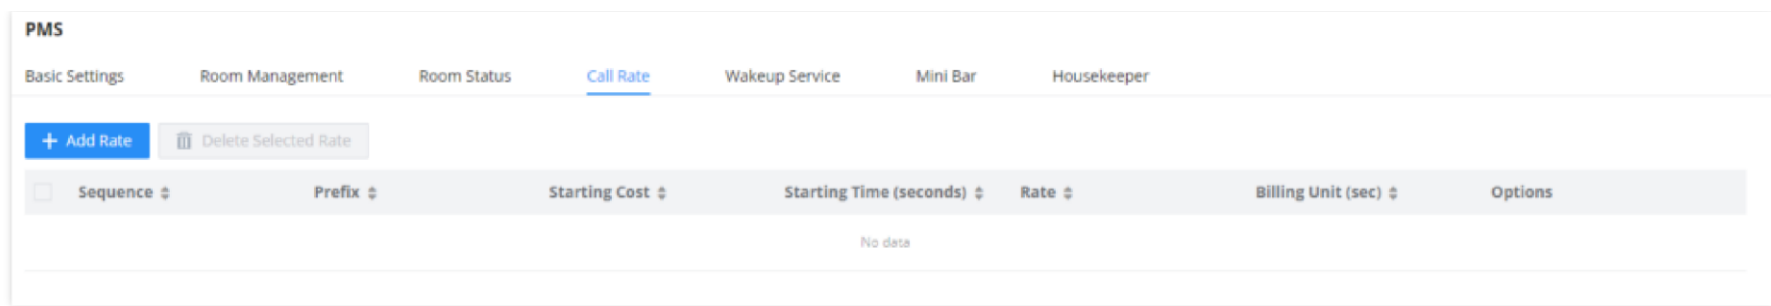 PMS
Basic Settings Room Management Room Status Call Rate Wakeup Service Mini Bar Housekeeper
+ Add Rate Delete Selected Rate
Sequence Prefix Starting Cost Starting Time (seconds) Rate Billing Unit (sec) Options
No data